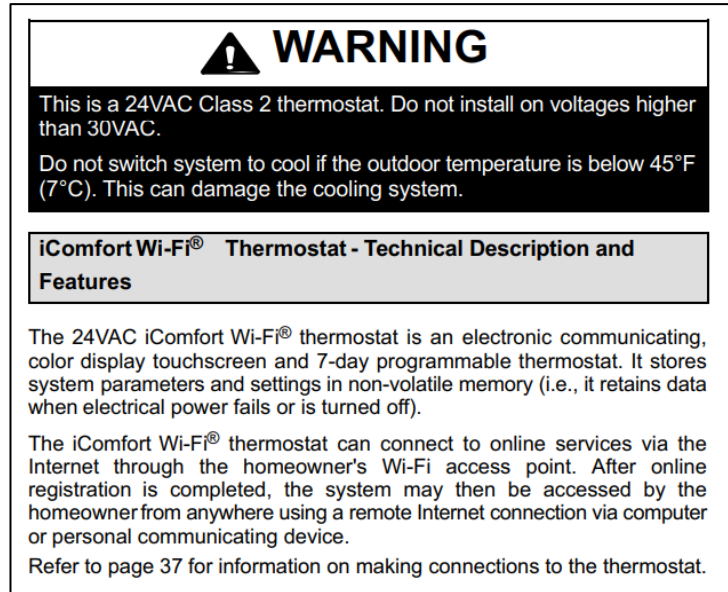 WARNING
This is a 24VAC Class 2 thermostat. Do not install on voltages higher
than 30VAC.
Do not switch system to cool if the outdoor temperature is below 45°F
(7°C). This can damage the cooling system.
iComfort Wi-Fi® Thermostat - Technical Description and
Features
The 24VAC iComfort Wi-Fi® thermostat is an electronic communicating,
color display touchscreen and 7-day programmable thermostat. It stores
system parameters and settings in non-volatile memory (i.e., it retains data
when electrical power fails or is turned off).
The iComfort Wi-Fi® thermostat can connect to online services via the
Internet through the homeowner's Wi-Fi access point. After online
registration is completed, the system may then be accessed by the
homeowner from anywhere using a remote Internet connection via computer
or personal communicating device.
Refer to page 37 for information on making connections to the thermostat.